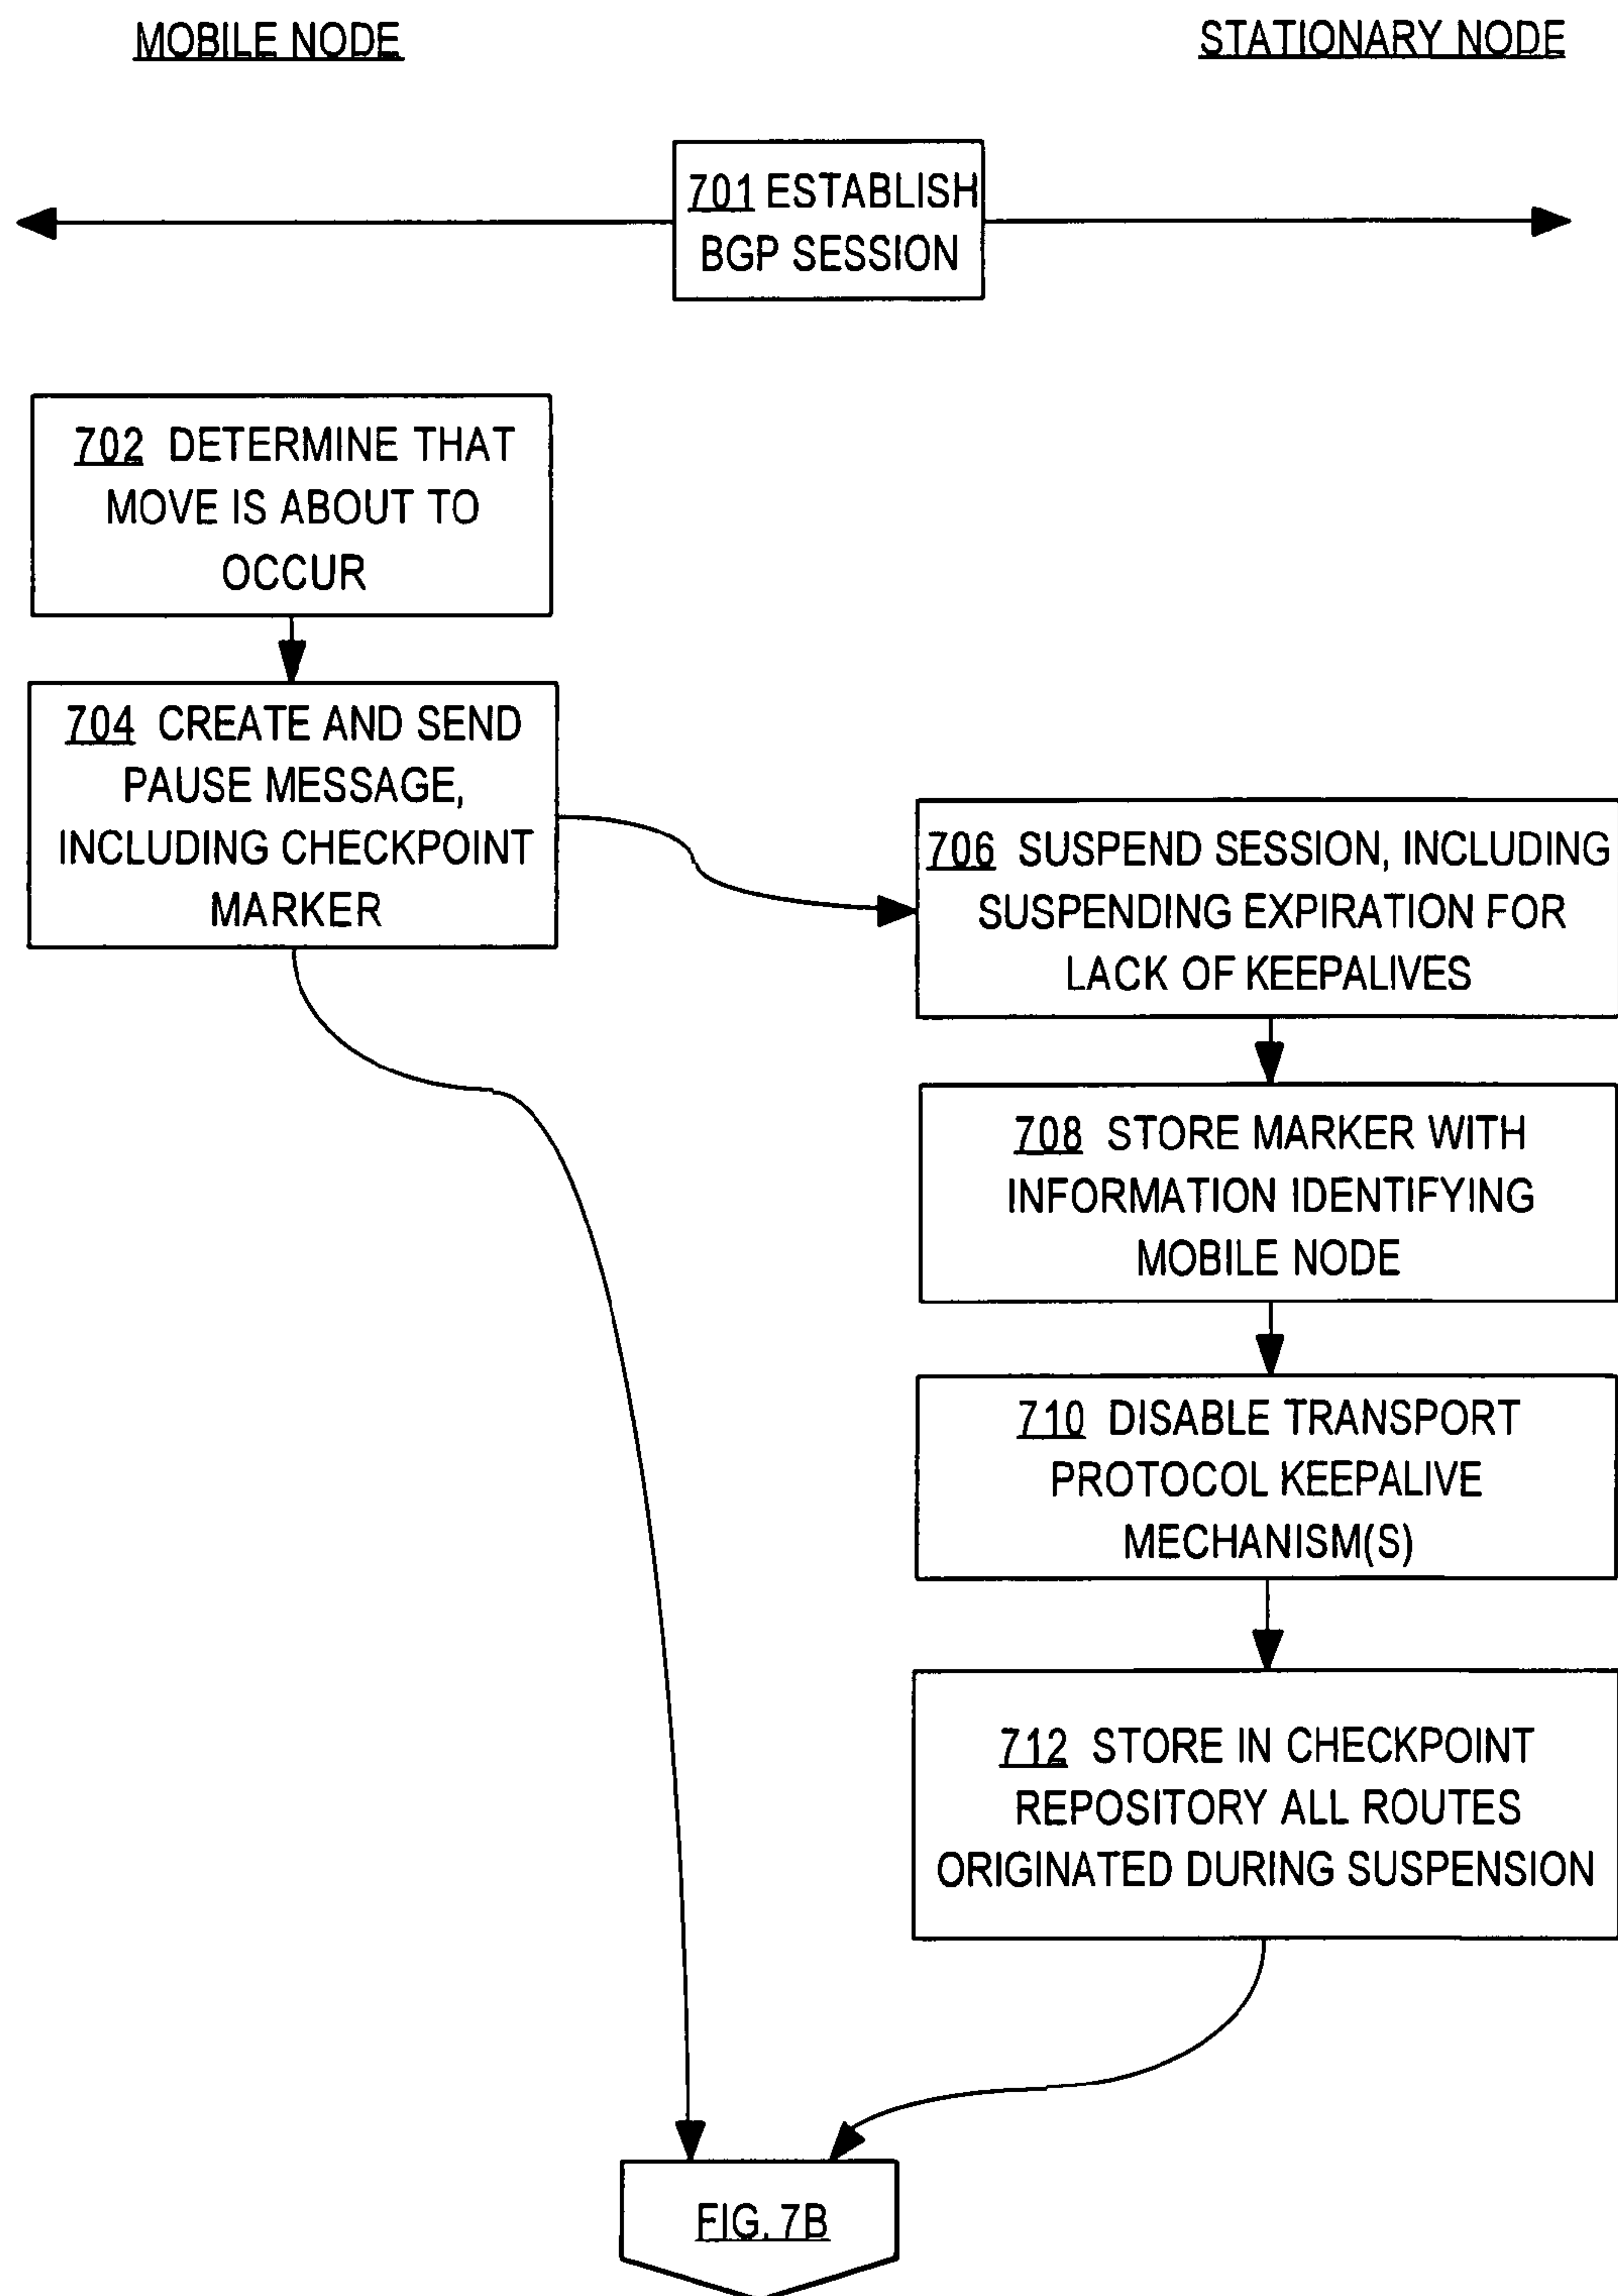 MOBILE NODE
STATIONARY NODE
701 ESTABLISH
BGP SESSION
702 DETERMINE THAT
MOVE IS ABOUT TO
OCCUR
704 CREATE AND SEND
PAUSE MESSAGE,
INCLUDING CHECKPOINT
MARKER
706 SUSPEND SESSION, INCLUDING
SUSPENDING EXPIRATION FOR
LACK OF KEEPALIVES
708 STORE MARKER WITH
INFORMATION IDENTIFYING
MOBILE NODE
710 DISABLE TRANSPORT
PROTOCOL KEEPALIVE
MECHANISM(S)
712 STORE IN CHECKPOINT
REPOSITORY ALL ROUTES
ORIGINATED DURING SUSPENSION
FIG. 7B